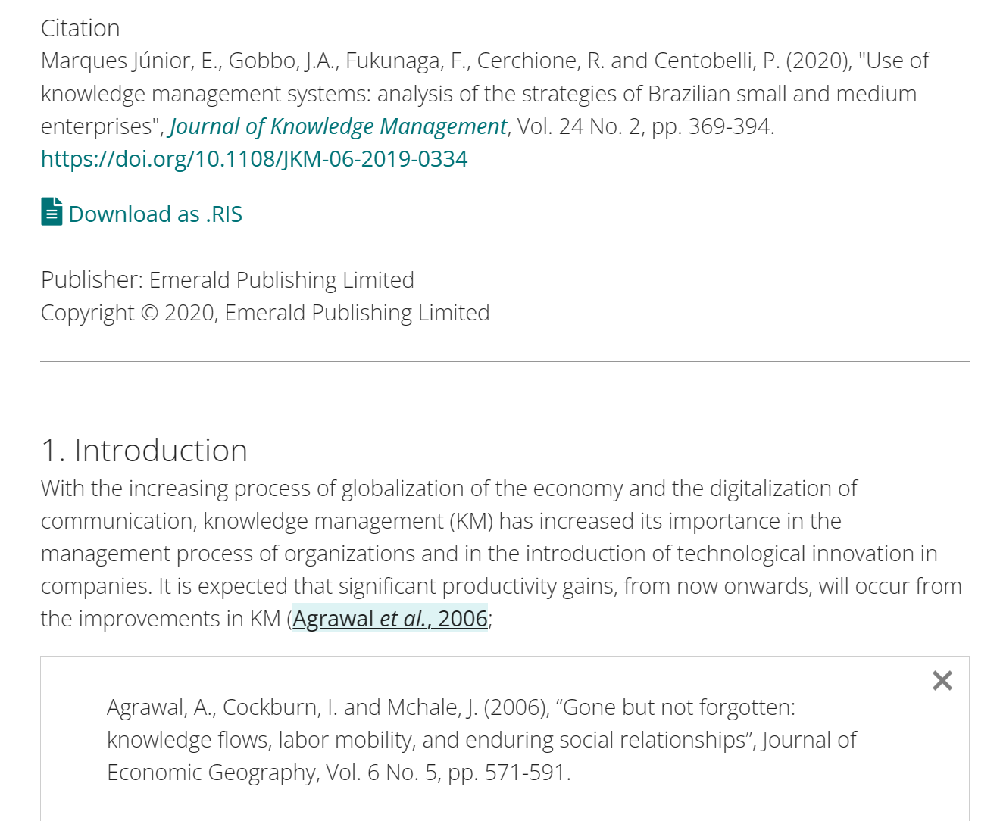 Citation
Marques Júnior, E., Gobbo, J.A., Fukunaga, F., Cerchione, R. and Centobelli, P. (2020), "Use of
knowledge management systems: analysis of the strategies of Brazilian small and medium
enterprises", Journal of Knowledge Management, Vol. 24 No. 2, pp. 369-394.
https://doi.org/10.1108/JKM-06-2019-0334
Download as .RIS
Publisher: Emerald Publishing Limited
Copyright © 2020, Emerald Publishing Limited
1. Introduction
With the increasing process of globalization of the economy and the digitalization of
communication, knowledge management (KM) has increased its importance in the
management process of organizations and in the introduction of technological innovation in
companies. It is expected that significant productivity gains, from now onwards, will occur from
the improvements in KM (Agrawal et al., 2006;
Agrawal, A., Cockburn, I. and Mchale, J. (2006), “Gone but not forgotten:
knowledge flows, labor mobility, and enduring social relationships”, Journal of
Economic Geography, Vol. 6 No. 5, pp. 571-591.